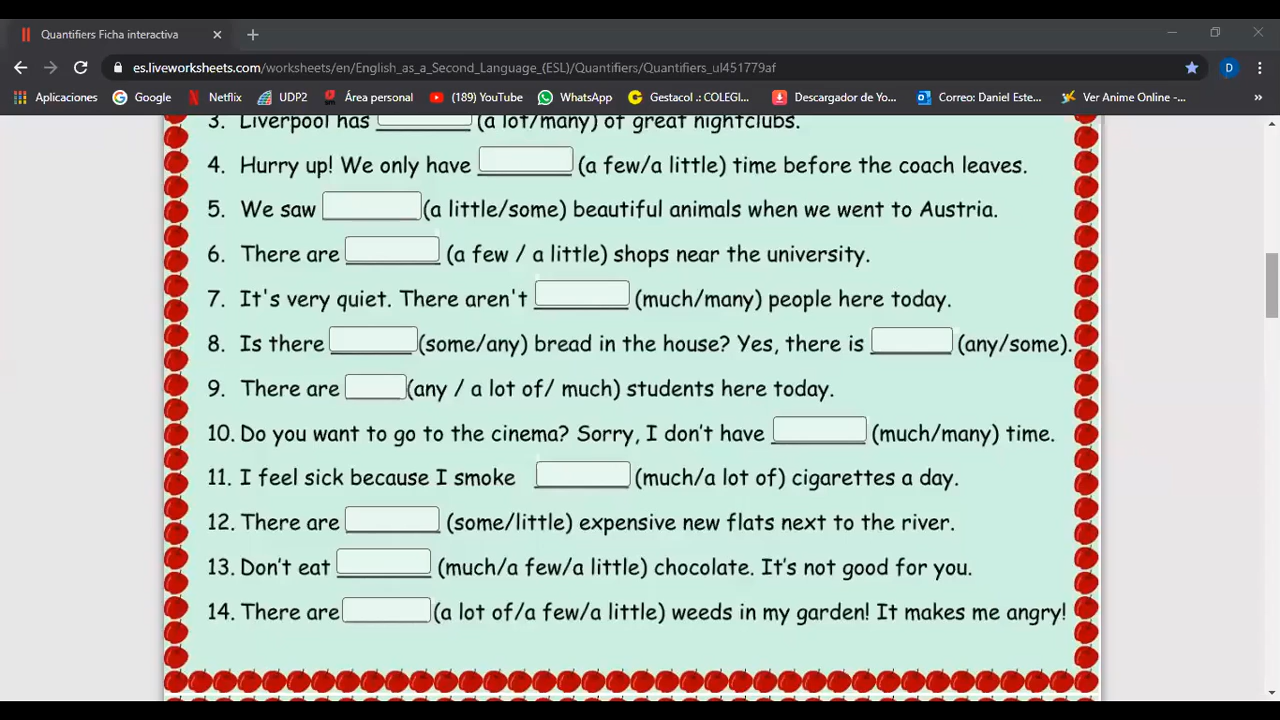 Quantifiers Ficha interactiva
es.liveworksheets.com/worksheets/en/English_as_a_Second_Language_(ESL)/Quantifiers/Quantifiers_ul451779af
D
Aplicaciones Google Netflix UDP2 Área personal (189) YouTube WhatsApp Gestacol .: COLEGI... Descargador de Yo... Correo: Daniel Este... Ver Anime Online -... »
3. Liverpool has (a lot/many) of great nightclubs.
4. Hurry up! We only have (a few/a little) time before the coach leaves.
5. We saw (a little/some) beautiful animals when we went to Austria.
6. There are (a few / a little) shops near the university.
7. It's very quiet. There aren't (much/many) people here today.
8. Is there (some/any) bread in the house? Yes, there is (any/some).
9. There are (any / a lot of/ much) students here today.
10. Do you want to go to the cinema? Sorry, I don't have (much/many) time.
11. I feel sick because I smoke (much/a lot of) cigarettes a day.
12. There are (some/little) expensive new flats next to the river.
13. Don't eat (much/a few/a little) chocolate. It's not good for you.
14. There are (a lot of/a few/a little) weeds in my garden! It makes me angry!